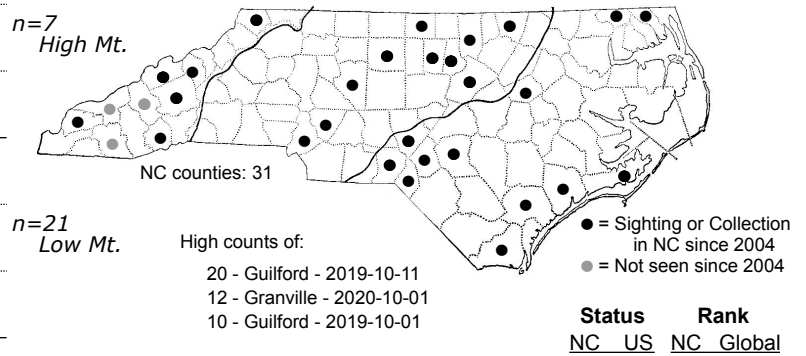 n=7
High Mt.
NC counties: 31
n=21
Low Mt.
High counts of:
20 - Guilford - 2019-10-11
12 - Granville - 2020-10-01
10 - Guilford - 2019-10-01
= Sighting or Collection
in NC since 2004
= Not seen since 2004
Status Rank
NC US NC Global